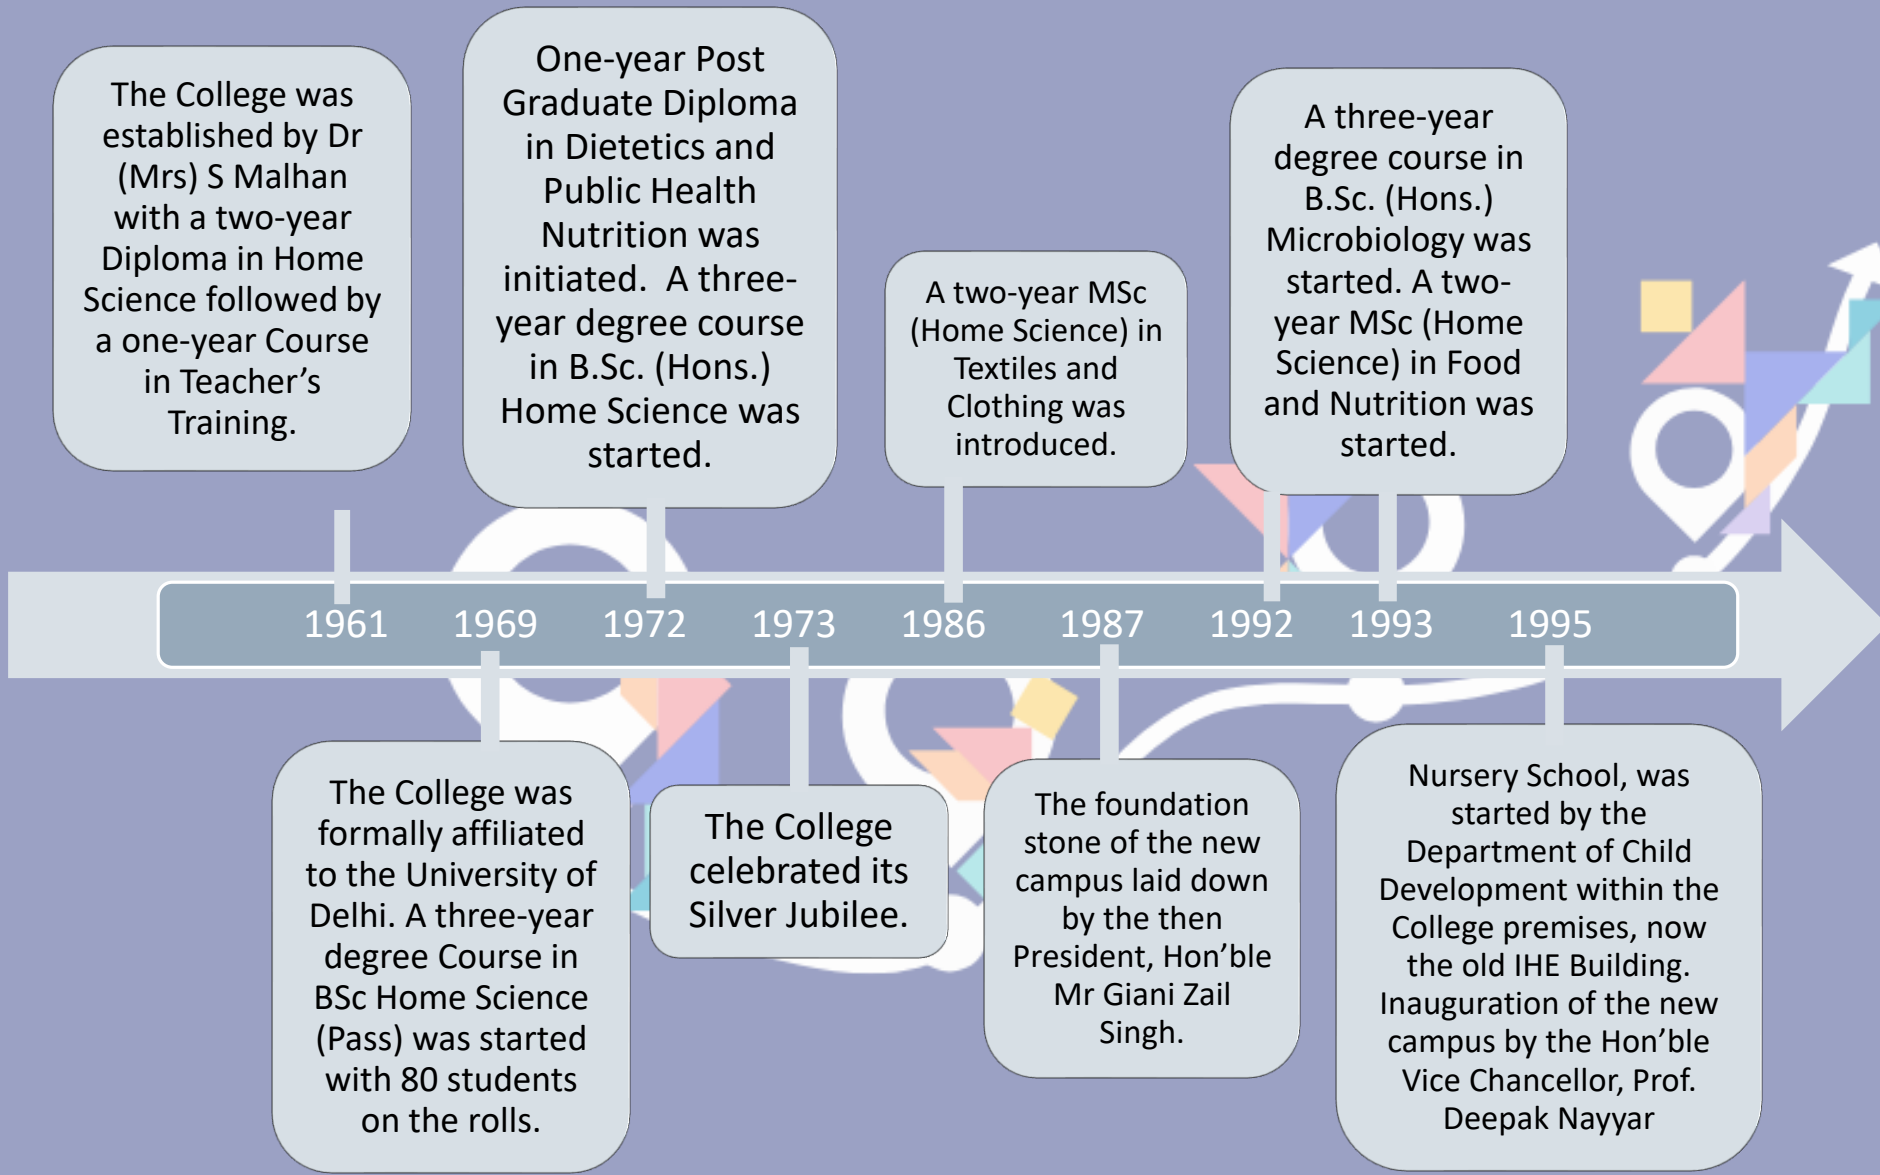 The College was
established by Dr
(Mrs) S Malhan
with a two-year
Diploma in Home
Science followed by
a one-year Course
in Teacher’s
Training.
One-year Post
Graduate Diploma
in Dietetics and
Public Health
Nutrition was
initiated.  A three-
year degree course
in B.Sc. (Hons.)
Home Science was
started.
A two-year MSc
(Home Science) in
Textiles and
Clothing was
introduced.
A three-year
degree course in
B.Sc. (Hons.)
Microbiology was
started. A two-
year MSc (Home
Science) in Food
and Nutrition was
started.
1961 1969 1972 1973 1986 1987 1992 1993 1995
The College was
formally affiliated
to the University of
Delhi. A three-year
degree Course in
BSc Home Science
(Pass) was started
with 80 students
on the rolls.
The College
celebrated its
Silver Jubilee.
The foundation
stone of the new
campus laid down
by the then
President, Hon’ble
Mr Giani Zail
Singh.
Nursery School, was
started by the
Department of Child
Development within the
College premises, now
the old IHE Building.
Inauguration of the new
campus by the Hon’ble
Vice Chancellor, Prof.
Deepak Nayyar